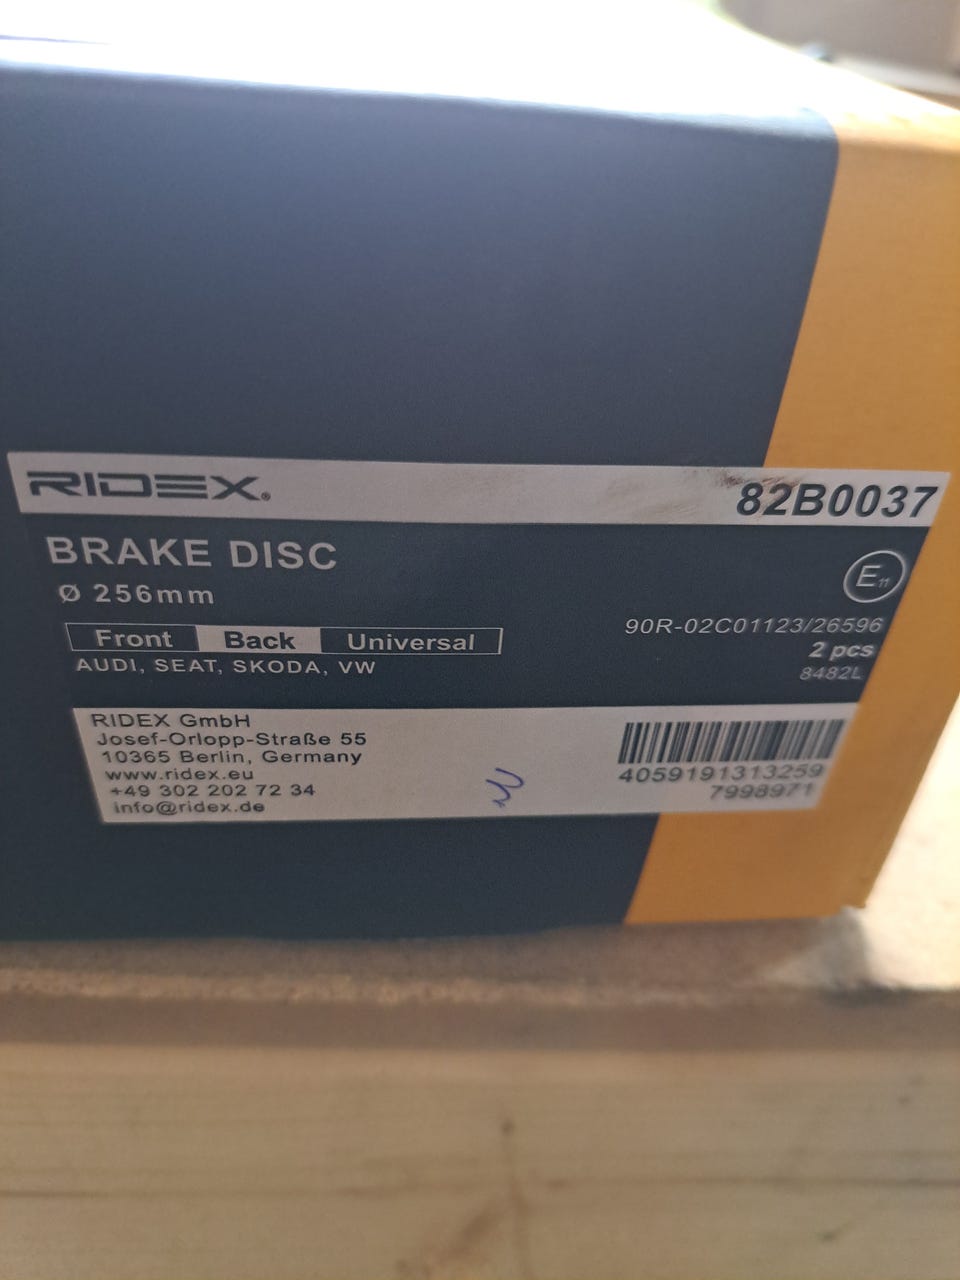 RIDEX®
82B0037
BRAKE DISC
Ø 256mm
E11
Front Back Universal
AUDI, SEAT, SKODA, VW
90R-02C01123/26596
2 pcs
8482L
RIDEX GmbH
Josef-Orlopp-Straße 55
10365 Berlin, Germany
www.ridex.eu
+49 302 202 72 34
info@ridex.de
4059191313259
7998971